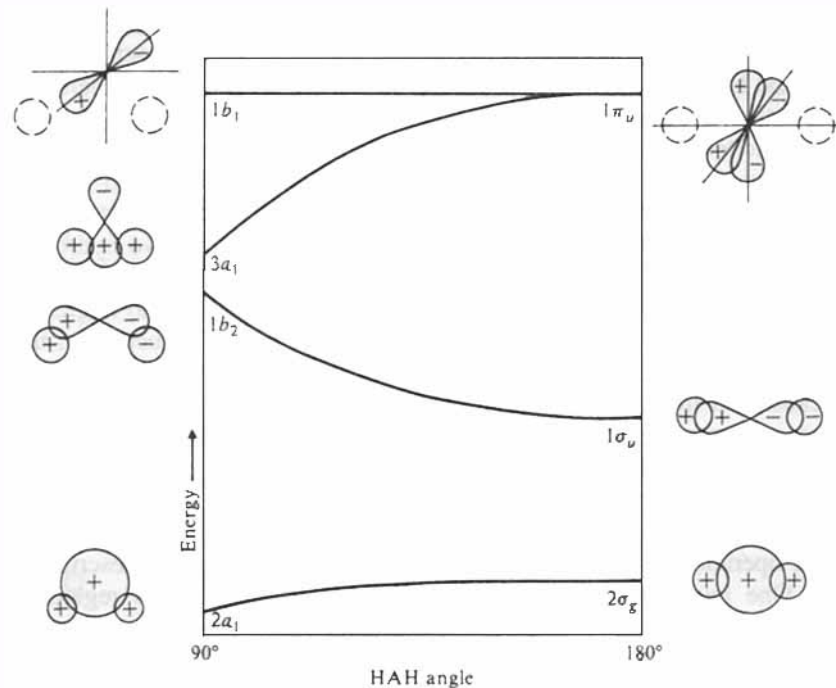 1b₁
1πᵤ
3a₁
1b₂
1σᵤ
Energy →
2a₁
2σg
90°
180°
HAH angle
+ −
+ −
+ −
− + + +
+ + − −
+ + − −
+ + +
+ + +